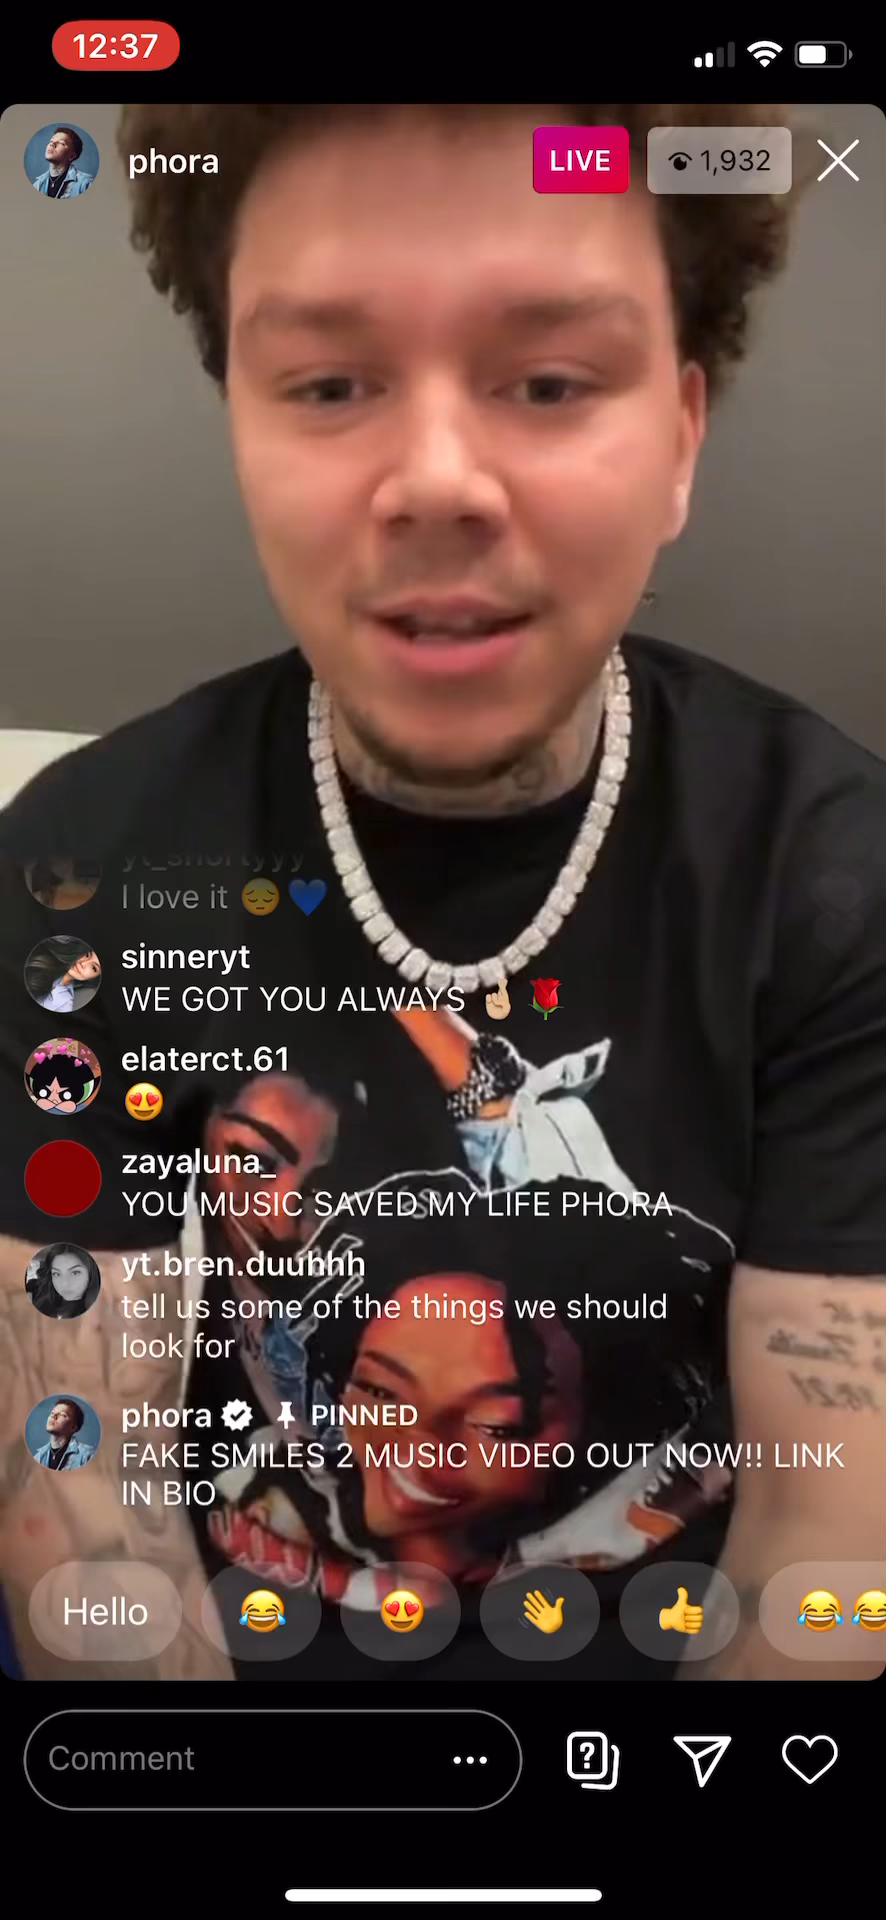 12:37
phora
LIVE
1,932
I love it 😔💙
sinneryt
WE GOT YOU ALWAYS 🤞🏼🌹
elaterct.61
😍
zayaluna_
YOU MUSIC SAVED MY LIFE PHORA
yt.bren.duuhhh
tell us some of the things we should
look for
phora PINNED
FAKE SMILES 2 MUSIC VIDEO OUT NOW!! LINK
IN BIO
Hello 😂 😍 👋 👍 😂😂
Comment